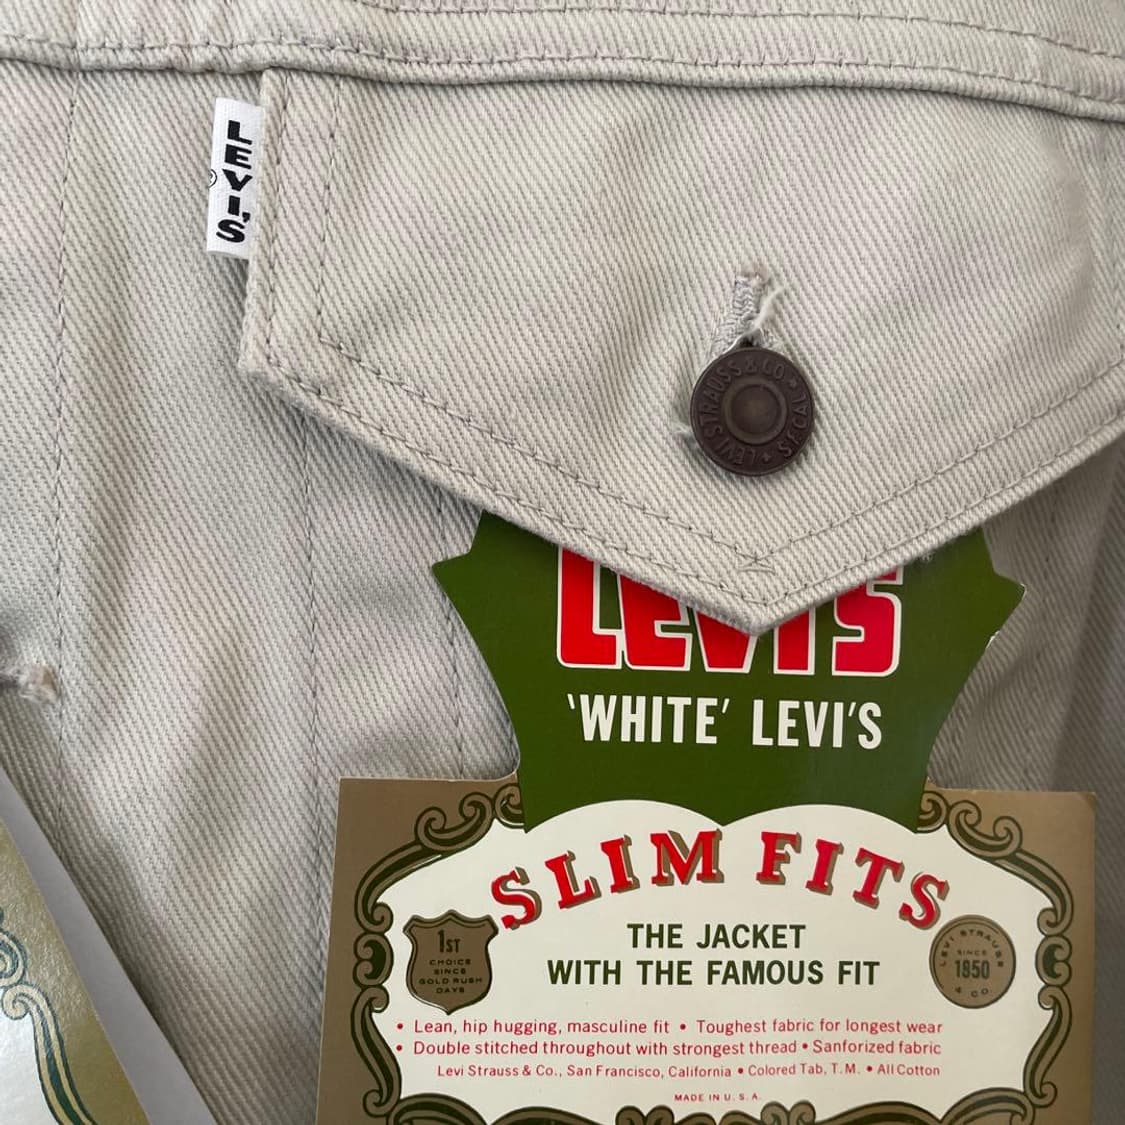 LEVI'S
®
LEVI STRAUSS & CO • S.F. CAL •
LEVI'S
'WHITE' LEVI'S
SLIM FITS
THE JACKET
WITH THE FAMOUS FIT
1ST
CHOICE
SINCE
GOLD RUSH
DAYS
LEVI STRAUSS
SINCE
1850
& CO.
• Lean, hip hugging, masculine fit • Toughest fabric for longest wear
• Double stitched throughout with strongest thread • Sanforized fabric
Levi Strauss & Co., San Francisco, California • Colored Tab, T.M. • All Cotton
MADE IN U.S.A.